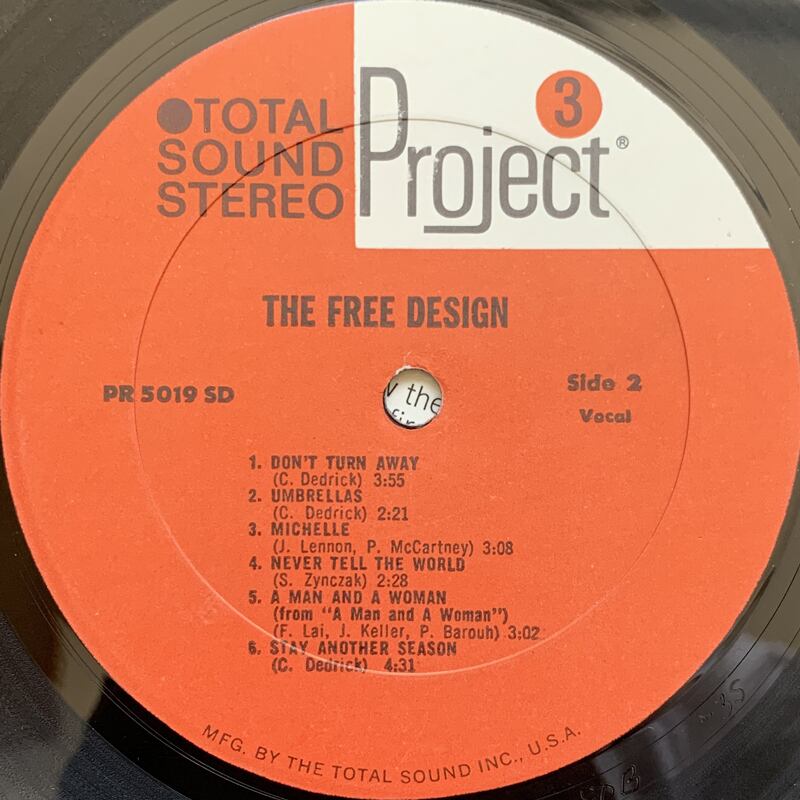 ●TOTAL
SOUND
STEREO
Project 3®
THE FREE DESIGN
PR 5019 SD
Side 2
Vocal
the
1. DON'T TURN AWAY
(C. Dedrick) 3:55
2. UMBRELLAS
(C. Dedrick) 2:21
3. MICHELLE
(J. Lennon, P. McCartney) 3:08
4. NEVER TELL THE WORLD
(S. Zynczak) 2:28
5. A MAN AND A WOMAN
(from "A Man and A Woman")
(F. Lai, J. Keller, P. Barouh) 3:02
6. STAY ANOTHER SEASON
(C. Dedrick) 4:31
MFG. BY THE TOTAL SOUND INC., U.S.A.